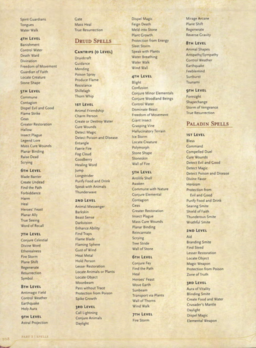 Spirit Guardians
Tongues
Water Walk
4th Level
Banishment
Control Water
Death Ward
Divination
Freedom of Movement
Guardian of Faith
Locate Creature
Stone Shape
5th Level
Commune
Contagion
Dispel Evil and Good
Flame Strike
Geas
Greater Restoration
Hallow
Insect Plague
Legend Lore
Mass Cure Wounds
Planar Binding
Raise Dead
Scrying
6th Level
Blade Barrier
Create Undead
Find the Path
Forbiddance
Harm
Heal
Heroes' Feast
Planar Ally
True Seeing
Word of Recall
7th Level
Conjure Celestial
Divine Word
Etherealness
Fire Storm
Plane Shift
Regenerate
Resurrection
Symbol
8th Level
Antimagic Field
Control Weather
Earthquake
Holy Aura
9th Level
Astral Projection
Gate
Mass Heal
True Resurrection
Druid Spells
Cantrips (0 Level)
Druidcraft
Guidance
Mending
Poison Spray
Produce Flame
Resistance
Shillelagh
Thorn Whip
1st Level
Animal Friendship
Charm Person
Create or Destroy Water
Cure Wounds
Detect Magic
Detect Poison and Disease
Entangle
Faerie Fire
Fog Cloud
Goodberry
Healing Word
Jump
Longstrider
Purify Food and Drink
Speak with Animals
Thunderwave
2nd Level
Animal Messenger
Barkskin
Beast Sense
Darkvision
Enhance Ability
Find Traps
Flame Blade
Flaming Sphere
Gust of Wind
Heat Metal
Hold Person
Lesser Restoration
Locate Animals or Plants
Locate Object
Moonbeam
Pass without Trace
Protection from Poison
Spike Growth
3rd Level
Call Lightning
Conjure Animals
Daylight
Dispel Magic
Feign Death
Meld into Stone
Plant Growth
Protection from Energy
Sleet Storm
Speak with Plants
Water Breathing
Water Walk
Wind Wall
4th Level
Blight
Confusion
Conjure Minor Elementals
Conjure Woodland Beings
Control Water
Dominate Beast
Freedom of Movement
Giant Insect
Grasping Vine
Hallucinatory Terrain
Ice Storm
Locate Creature
Polymorph
Stone Shape
Stoneskin
Wall of Fire
5th Level
Antilife Shell
Awaken
Commune with Nature
Conjure Elemental
Contagion
Geas
Greater Restoration
Insect Plague
Mass Cure Wounds
Planar Binding
Reincarnate
Scrying
Tree Stride
Wall of Stone
6th Level
Conjure Fey
Find the Path
Heal
Heroes' Feast
Move Earth
Sunbeam
Transport via Plants
Wall of Thorns
Wind Walk
7th Level
Fire Storm
Mirage Arcane
Plane Shift
Regenerate
Reverse Gravity
8th Level
Animal Shapes
Antipathy/Sympathy
Control Weather
Earthquake
Feeblemind
Sunburst
Tsunami
9th Level
Foresight
Shapechange
Storm of Vengeance
True Resurrection
Paladin Spells
1st Level
Bless
Command
Compelled Duel
Cure Wounds
Detect Evil and Good
Detect Magic
Detect Poison and Disease
Divine Favor
Heroism
Protection from
Evil and Good
Purify Food and Drink
Searing Smite
Shield of Faith
Thunderous Smite
Wrathful Smite
2nd Level
Aid
Branding Smite
Find Steed
Lesser Restoration
Locate Object
Magic Weapon
Protection from Poison
Zone of Truth
3rd Level
Aura of Vitality
Blinding Smite
Create Food and Water
Crusader's Mantle
Daylight
Dispel Magic
Elemental Weapon